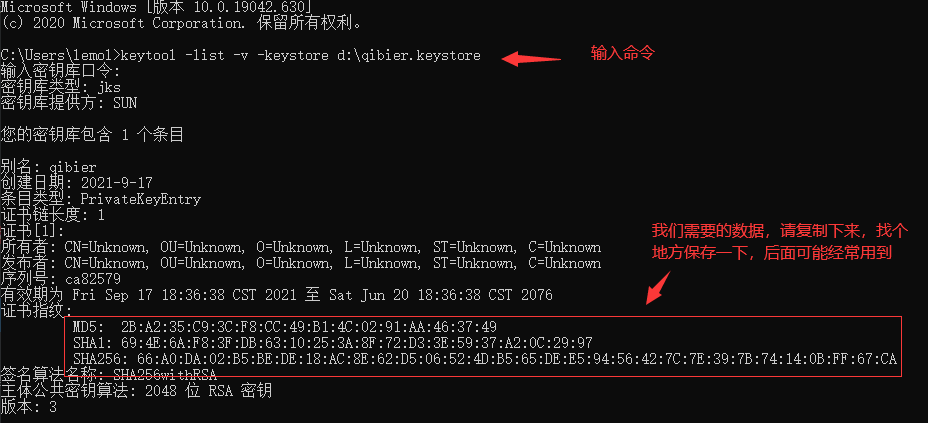 Microsoft Windows [版本 10.0.19042.630]
(c) 2020 Microsoft Corporation. 保留所有权利。
C:\Users\lemol>keytool -list -v -keystore d:\qibier.keystore
输入命令
输入密钥库口令:
密钥库类型: jks
密钥库提供方: SUN
您的密钥库包含 1 个条目
别名: qibier
创建日期: 2021-9-17
条目类型: PrivateKeyEntry
证书链长度: 1
证书[1]:
所有者: CN=Unknown, OU=Unknown, O=Unknown, L=Unknown, ST=Unknown, C=Unknown
发布者: CN=Unknown, OU=Unknown, O=Unknown, L=Unknown, ST=Unknown, C=Unknown
序列号: ca82579
有效期为 Fri Sep 17 18:36:38 CST 2021 至 Sat Jun 20 18:36:38 CST 2076
证书指纹:
我们需要的数据，请复制下来，找个
地方保存一下，后面可能经常用到
MD5: 2B:A2:35:C9:3C:F8:CC:49:B1:4C:02:91:AA:46:37:49
SHA1: 69:4E:6A:F8:3F:DB:63:10:25:3A:8F:72:D3:3E:59:37:A2:0C:29:97
SHA256: 66:A0:DA:02:B5:BE:DE:18:AC:8E:62:D5:06:52:4D:B5:65:DE:E5:94:56:42:7C:7E:39:7B:74:14:0B:FF:67:CA
签名算法名称: SHA256withRSA
主体公共密钥算法: 2048 位 RSA 密钥
版本: 3